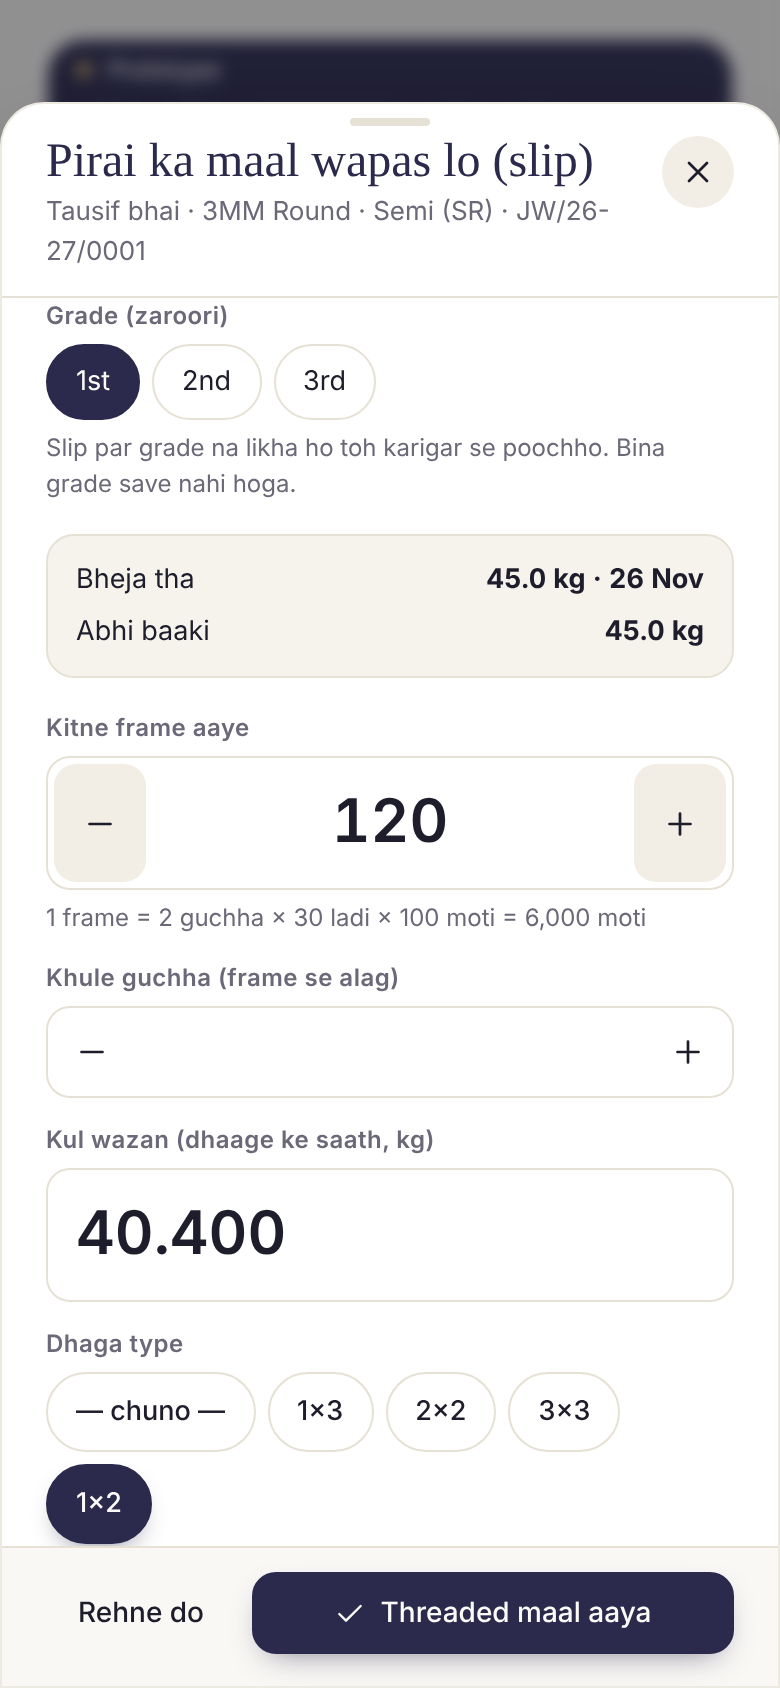 Prototype
Pirai ka maal wapas lo (slip)
Tausif bhai · 3MM Round · Semi (SR) · JW/26-
27/0001
Grade (zaroori)
1st 2nd 3rd
Slip par grade na likha ho toh karigar se poochho. Bina
grade save nahi hoga.
Bheja tha 45.0 kg · 26 Nov
Abhi baaki 45.0 kg
Kitne frame aaye
− 120 +
1 frame = 2 guchha × 30 ladi × 100 moti = 6,000 moti
Khule guchha (frame se alag)
− +
Kul wazan (dhaage ke saath, kg)
40.400
Dhaga type
— chuno — 1×3 2×2 3×3
1×2
Rehne do ✓ Threaded maal aaya